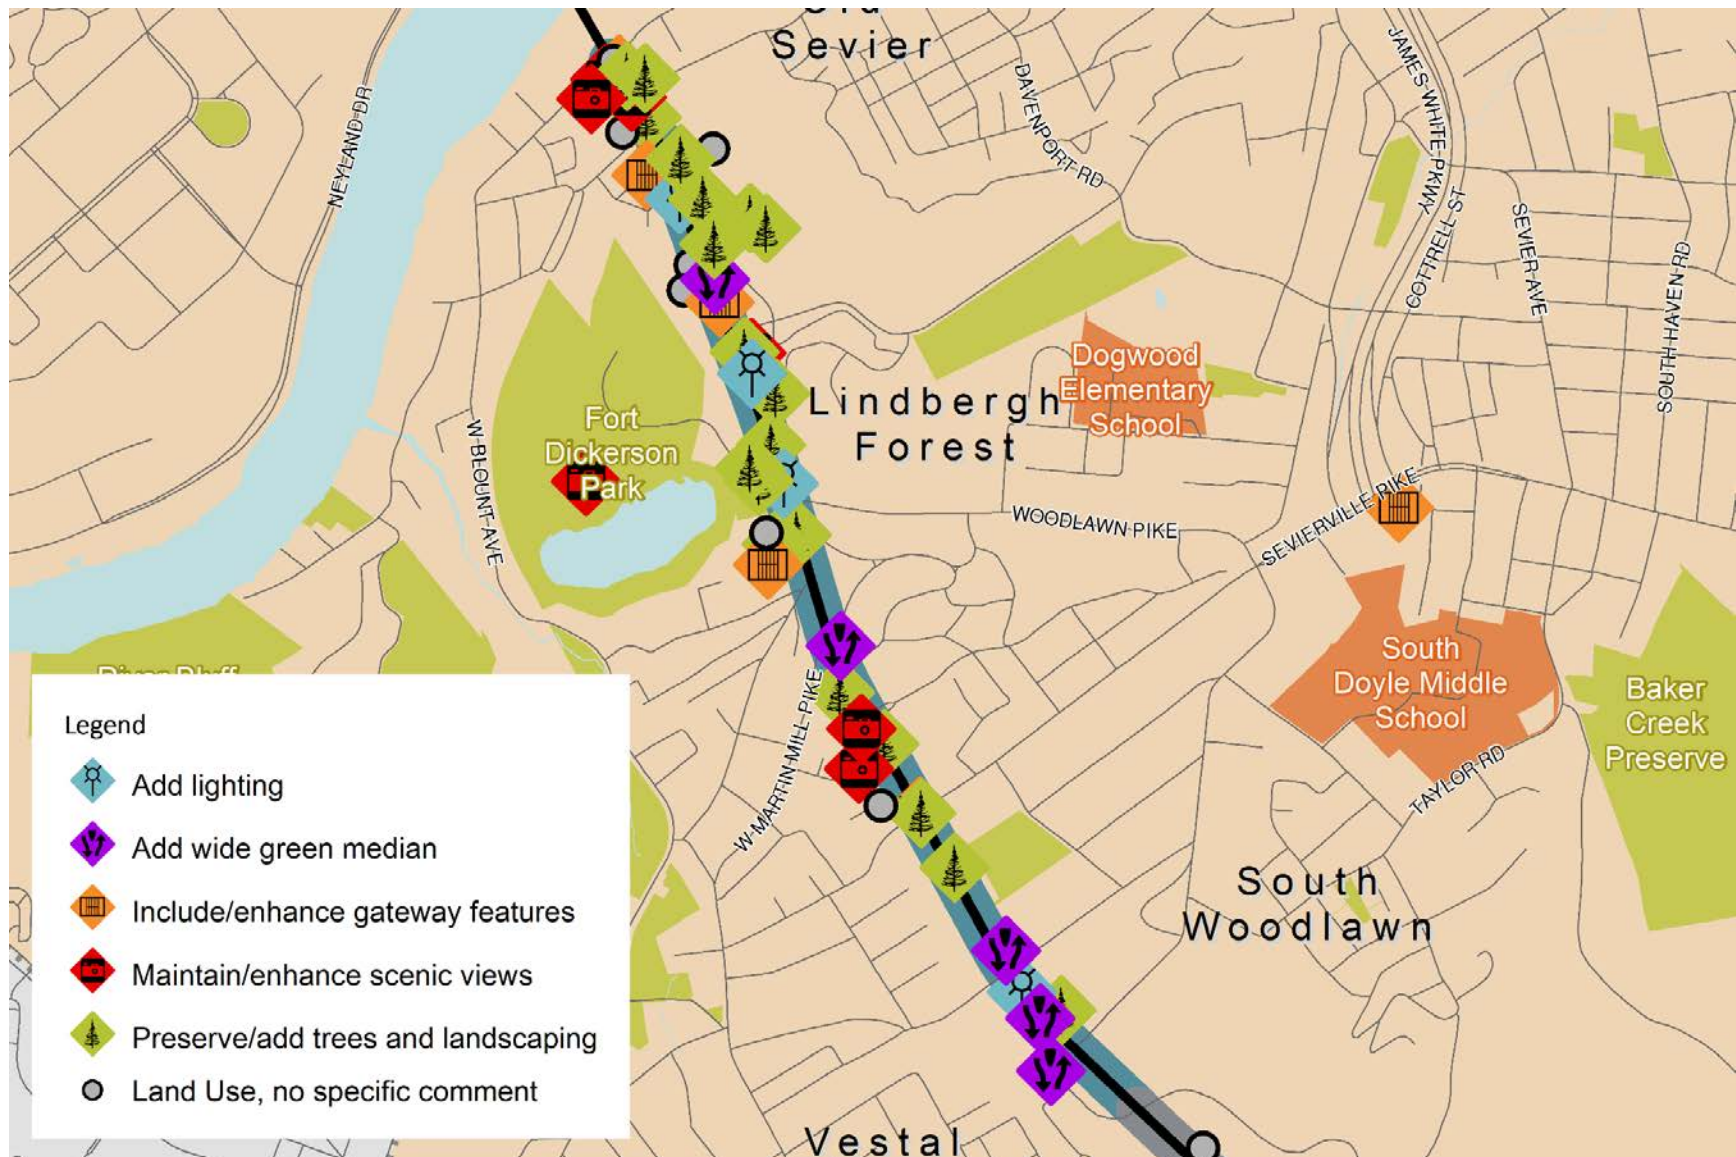 Sevier
NEYLAND DR
DAVENPORT RD
JAMES WHITE PKWY
COTTRELL ST
SEVIER AVE
SOUTH HAVEN RD
Dogwood
Elementary
School
Lindbergh
Forest
Fort
Dickerson
Park
W BLOUNT AVE
WOODLAWN PIKE
SEVIERVILLE PIKE
South
Doyle Middle
School
Baker
Creek
Preserve
W MARTIN MILL PIKE
TAYLOR RD
South
Woodlawn
Vestal
Legend
Add lighting
Add wide green median
Include/enhance gateway features
Maintain/enhance scenic views
Preserve/add trees and landscaping
Land Use, no specific comment